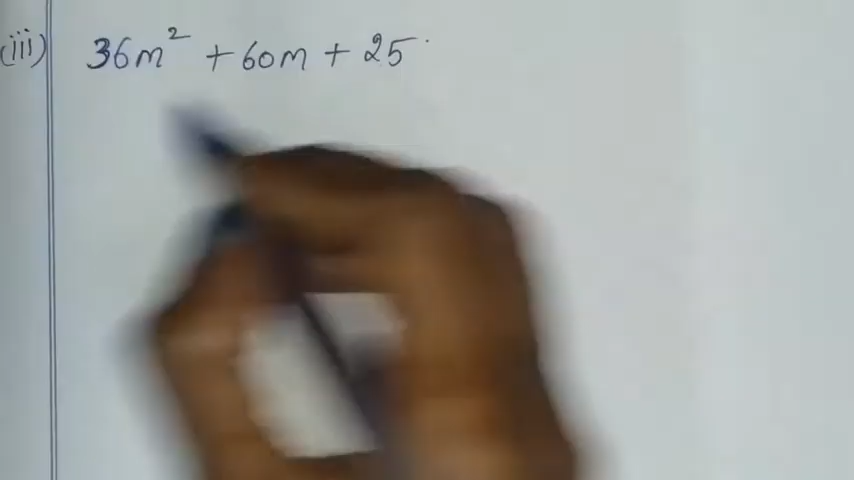 (iii) 36m² + 60m + 25